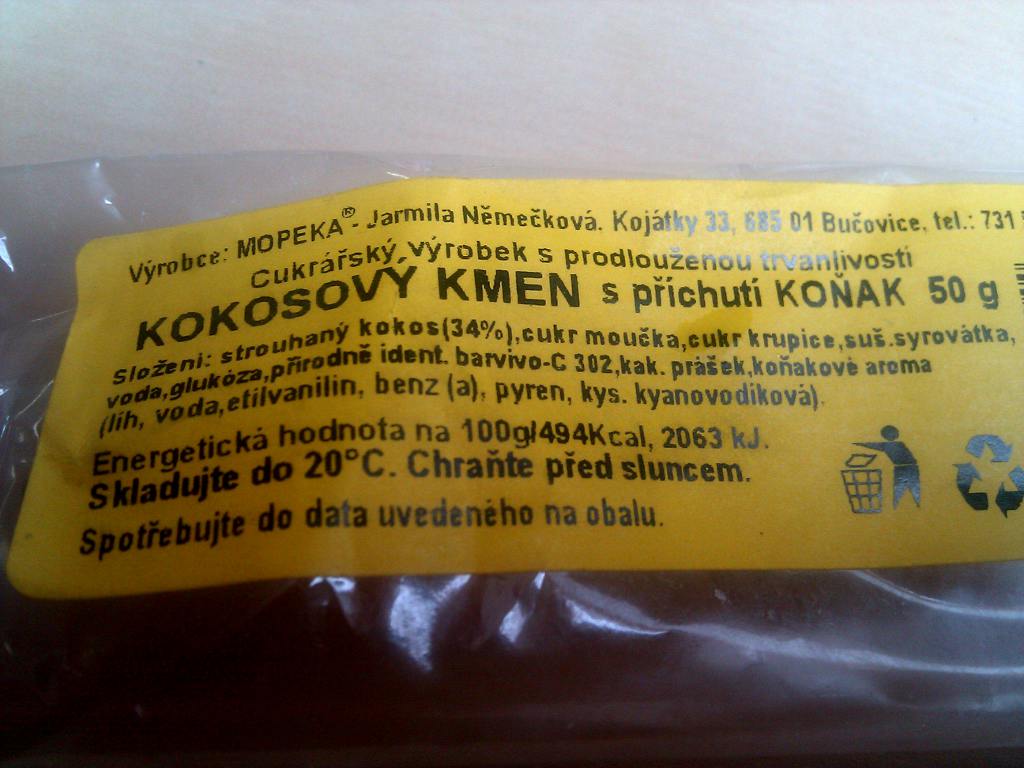 Výrobce: MOPEKA® - Jarmila Němečková. Kojátky 33, 685 01 Bučovice, tel.: 731
Cukrářský výrobek s prodlouženou trvanlivostí
KOKOSOVÝ KMEN s příchutí KOŇAK 50 g
Složení: strouhaný kokos(34%),cukr moučka,cukr krupice,suš.syrovátka,
voda,glukóza,přírodně ident. barvivo-C 302,kak. prášek,koňakové aroma
(líh, voda,etilvanilin, benz (a), pyren, kys. kyanovodíková).
Energetická hodnota na 100g/494Kcal, 2063 kJ.
Skladujte do 20°C. Chraňte před sluncem.
Spotřebujte do data uvedeného na obalu.